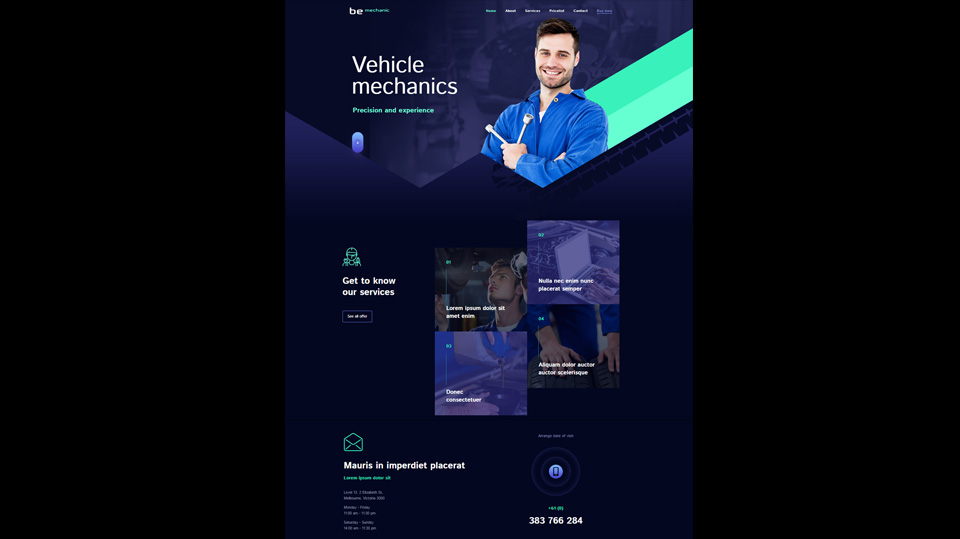 be mechanic
Home About Services Pricelist Contact Buy now
Vehicle
mechanics
Precision and experience
Get to know
our services
See all offer
01
Lorem ipsum dolor sit
amet enim
02
Nulla nec enim nunc
placerat semper
03
Donec
consectetuer
04
Aliquam dolor auctor
auctor scelerisque
Mauris in imperdiet placerat
Lorem ipsum dolor sit
Level 13, 2 Elizabeth St,
Melbourne, Victoria 3000
Monday - Friday
11:00 am - 11:30 pm
Saturday - Sunday
14:00 am - 11:30 pm
Arrange time of visit
+61 (0)
383 766 284